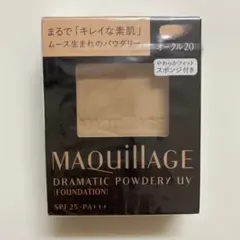 まるで「キレイな素肌」
ムース生まれのパウダリー
オークル20
やわらかフィット
スポンジ付き
MAQuillAGE
DRAMATIC POWDERY UV
(FOUNDATION)
SPF25・PA+++